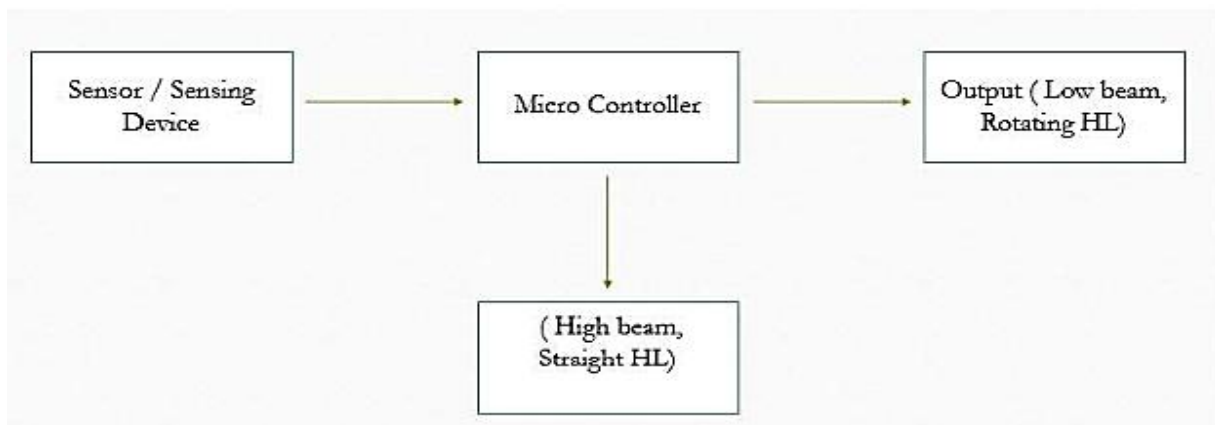 Sensor / Sensing
Device
Micro Controller
Output ( Low beam,
Rotating HL)
( High beam,
Straight HL)